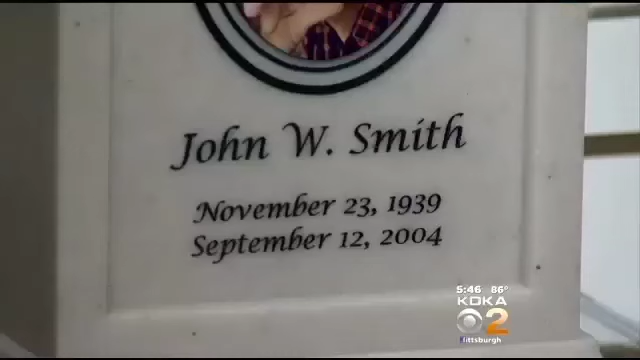 John W. Smith
November 23, 1939
September 12, 2004
5:46 86°
KDKA
2
Pittsburgh